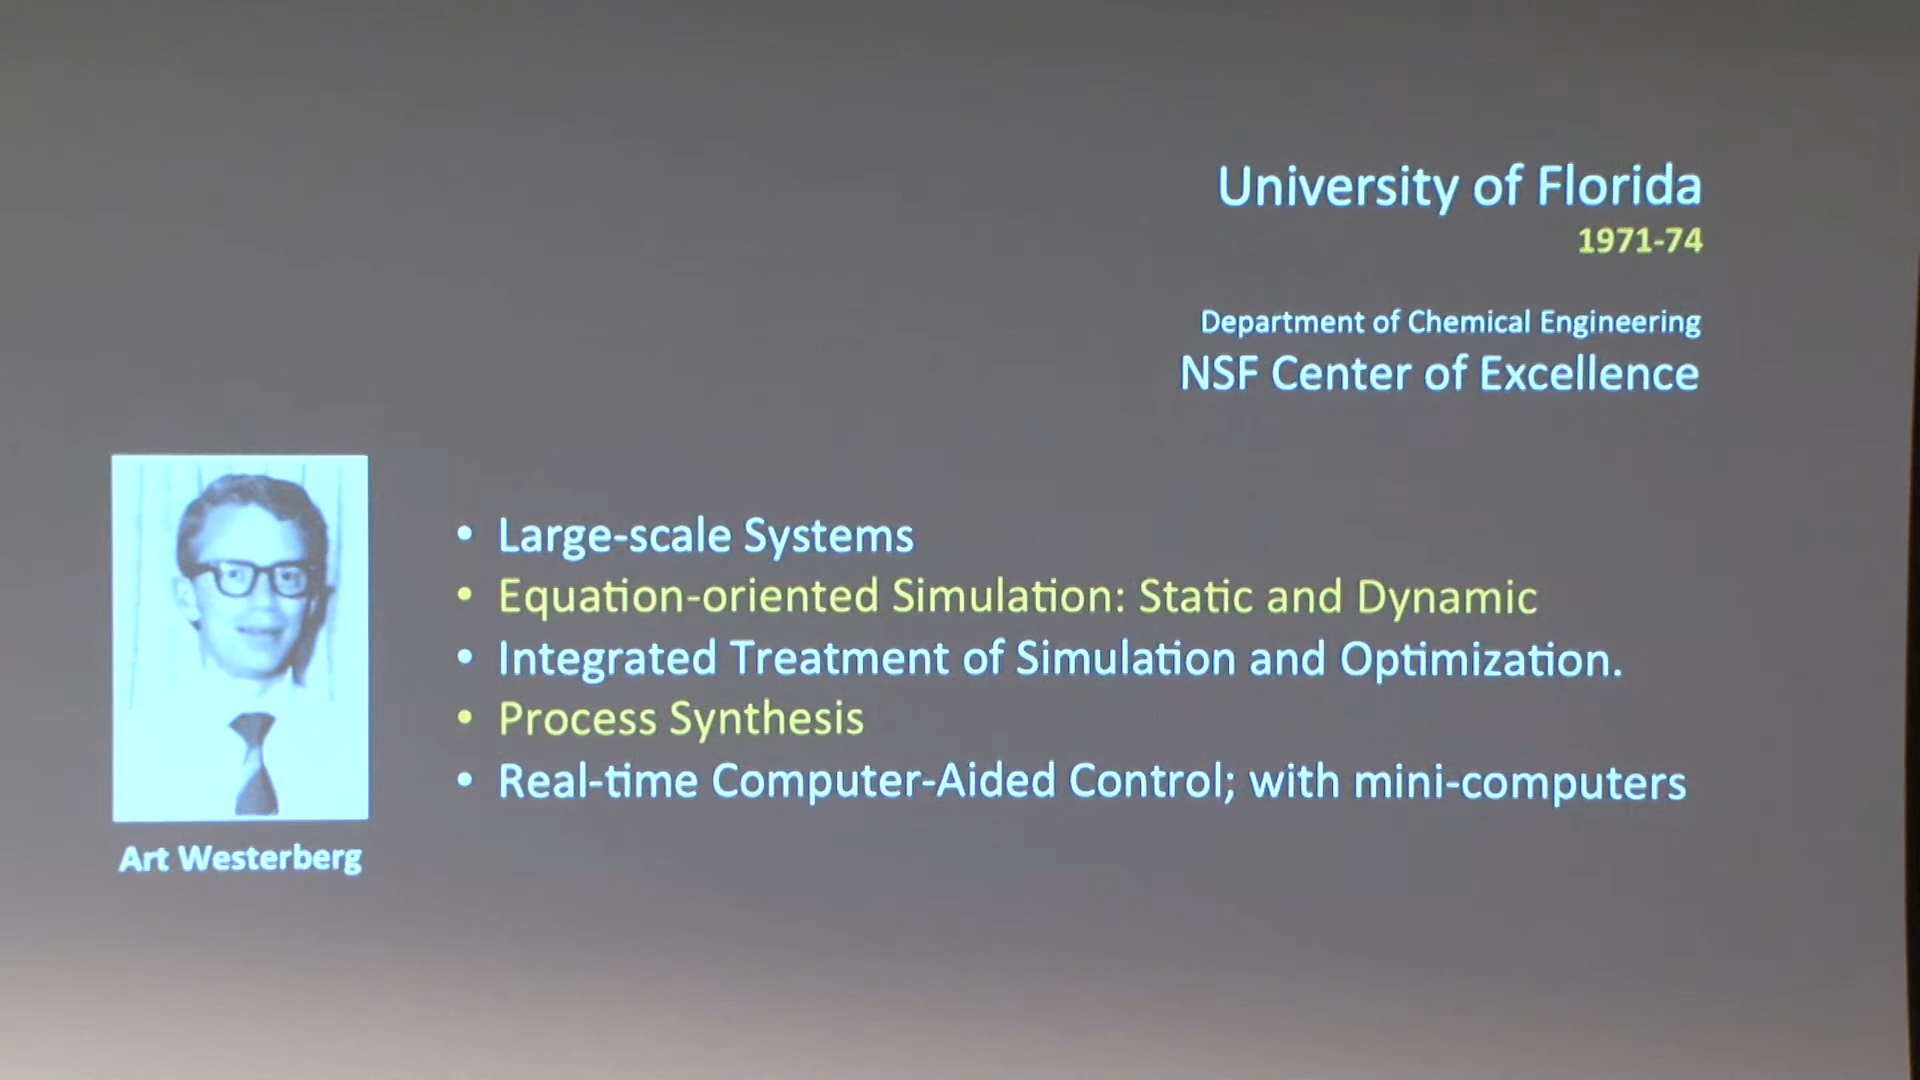 University of Florida
1971-74
Department of Chemical Engineering
NSF Center of Excellence
• Large-scale Systems
• Equation-oriented Simulation: Static and Dynamic
• Integrated Treatment of Simulation and Optimization.
• Process Synthesis
• Real-time Computer-Aided Control; with mini-computers
Art Westerberg